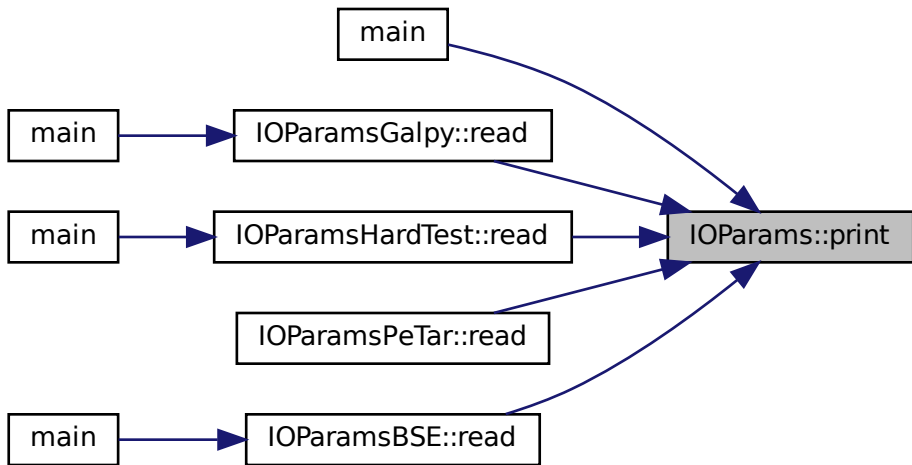 main
main
IOParamsGalpy::read
main
IOParamsHardTest::read
IOParams::print
IOParamsPeTar::read
main
IOParamsBSE::read